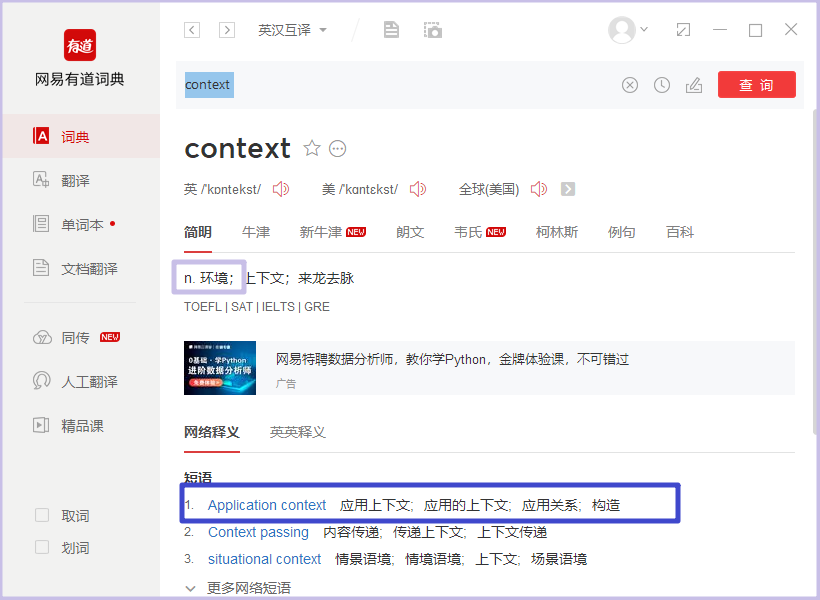 有道
网易有道词典
词典
翻译
单词本
文档翻译
同传 NEW
人工翻译
精品课
取词
划词
英汉互译
context
查 询
context
英 /'kɒntekst/ 美 /'kɑntɛkst/ 全球(美国)
简明 牛津 新牛津 NEW 朗文 韦氏 NEW 柯林斯 例句 百科
n. 环境；上下文；来龙去脉
TOEFL | SAT | IELTS | GRE
0基础·学Python
进阶数据分析师
免费体验>
网易特聘数据分析师，教你学Python，金牌体验课，不可错过
广告
网络释义 英英释义
短语
1. Application context 应用上下文; 应用的上下文; 应用关系; 构造
2. Context passing 内容传递; 传递上下文; 上下文传递
3. situational context 情景语境; 情境语境; 上下文; 场景语境
更多网络短语